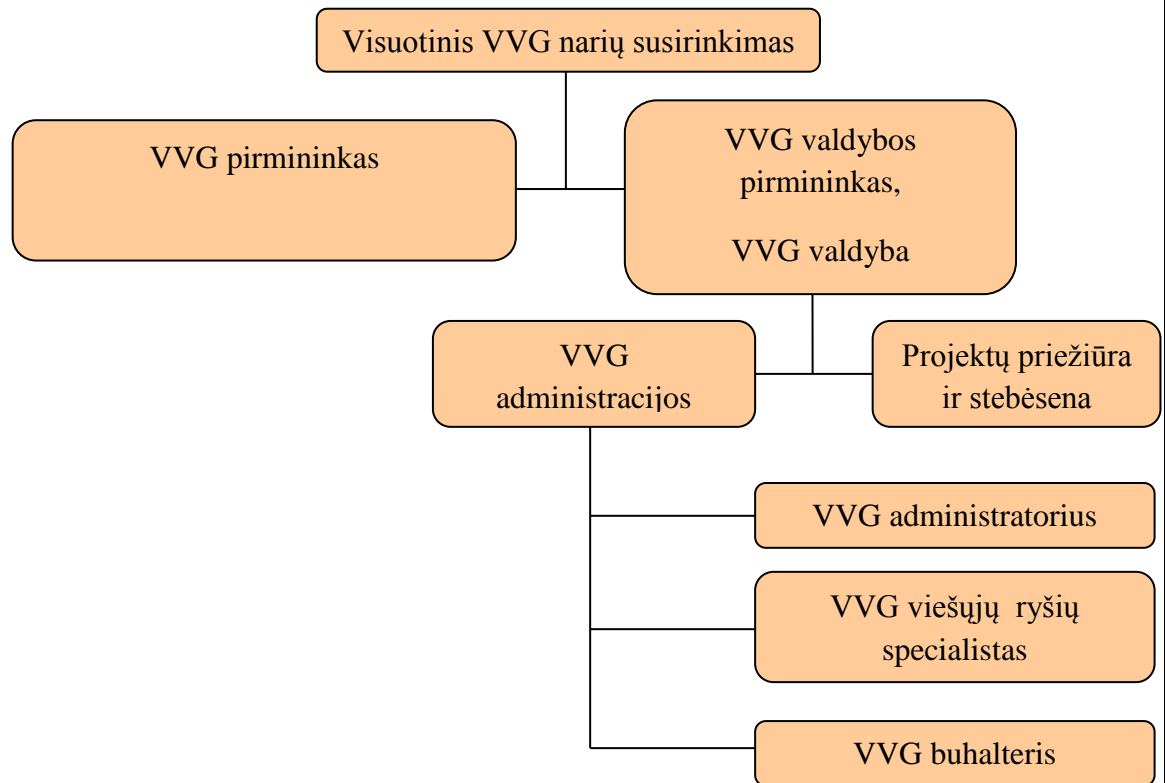 Visuotinis VVG narių susirinkimas
VVG pirmininkas
VVG valdybos
pirmininkas,
VVG valdyba
VVG
administracijos
Projektų priežiūra
ir stebėsena
VVG administratorius
VVG viešųjų ryšių
specialistas
VVG buhalteris